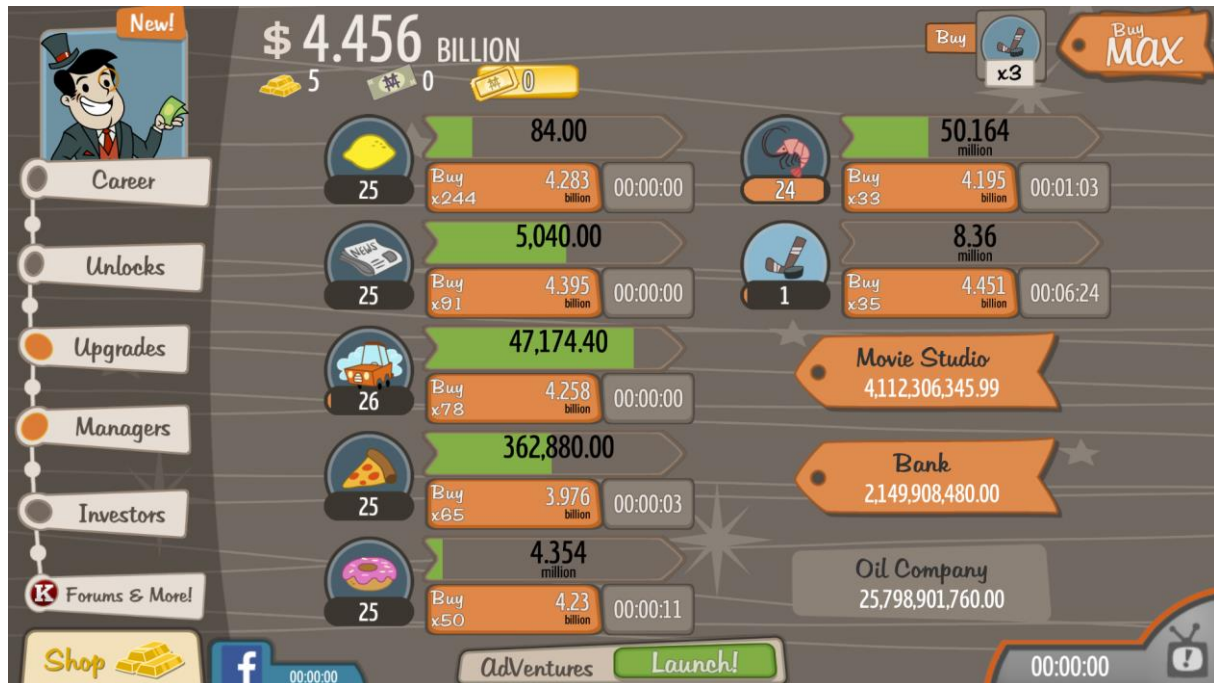 New!
$ 4.456 BILLION
5 0 0
Buy
x3
Buy
MAX
Career
Unlocks
Upgrades
Managers
Investors
K Forums & More!
Shop
f 00:00:00
84.00
25
Buy
x244
4.283
billion
00:00:00
NEWS
5,040.00
25
Buy
x91
4.395
billion
00:00:00
47,174.40
26
Buy
x78
4.258
billion
00:00:00
362,880.00
25
Buy
x65
3.976
billion
00:00:03
4.354
million
25
Buy
x50
4.23
billion
00:00:11
50.164
million
24
Buy
x33
4.195
billion
00:01:03
8.36
million
1
Buy
x35
4.451
billion
00:06:24
Movie Studio
4,112,306,345.99
Bank
2,149,908,480.00
Oil Company
25,798,901,760.00
adVentures Launch!
00:00:00
!